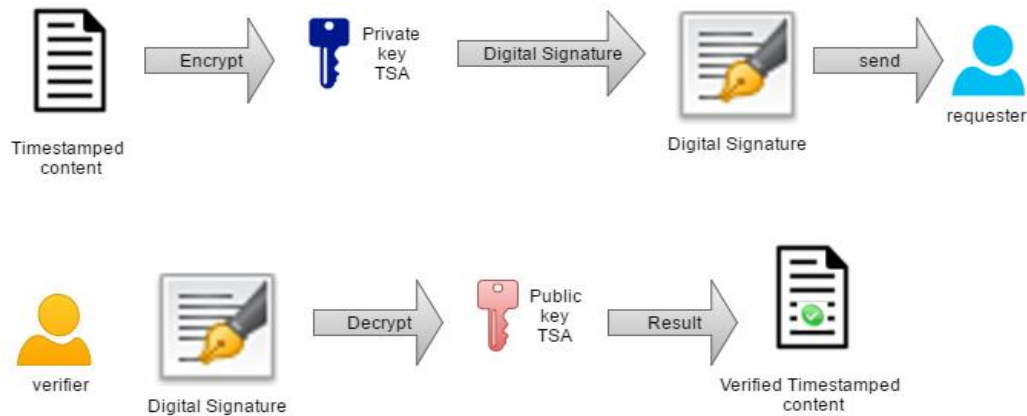 Encrypt
Private
key
TSA
Digital Signature
send
requester
Timestamped
content
Digital Signature
Decrypt
Public
key
TSA
Result
verifier
Digital Signature
Verified Timestamped
content